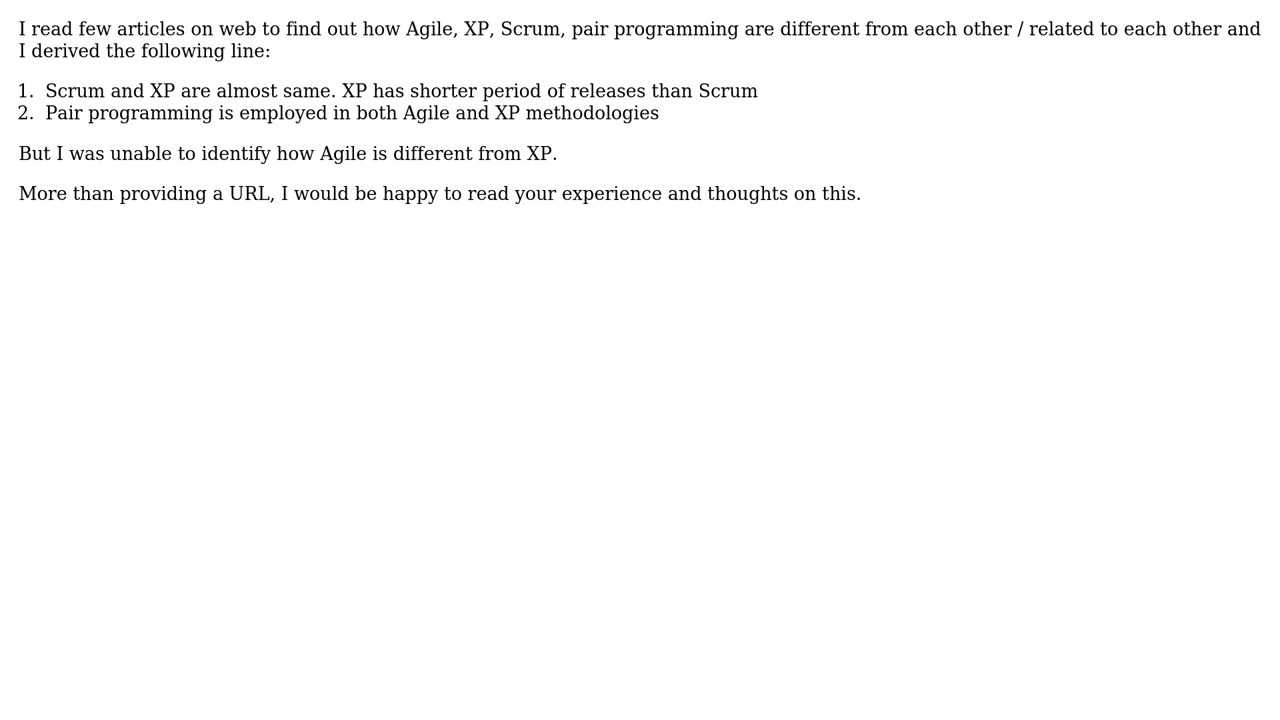 I read few articles on web to find out how Agile, XP, Scrum, pair programming are different from each other / related to each other and
I derived the following line:
1. Scrum and XP are almost same. XP has shorter period of releases than Scrum
2. Pair programming is employed in both Agile and XP methodologies
But I was unable to identify how Agile is different from XP.
More than providing a URL, I would be happy to read your experience and thoughts on this.